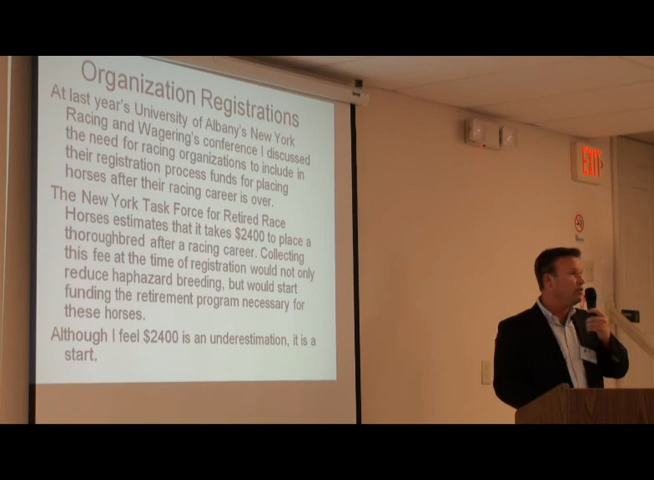 Organization Registrations
At last year's University of Albany's New York
Racing and Wagering's conference I discussed
the need for racing organizations to include in
their registration process funds for placing
horses after their racing career is over.
The New York Task Force for Retired Race
Horses estimates that it takes $2400 to place a
thoroughbred after a racing career. Collecting
this fee at the time of registration would not only
reduce haphazard breeding, but would start
funding the retirement program necessary for
these horses.
Although I feel $2400 is an underestimation, it is a
start.
EXIT